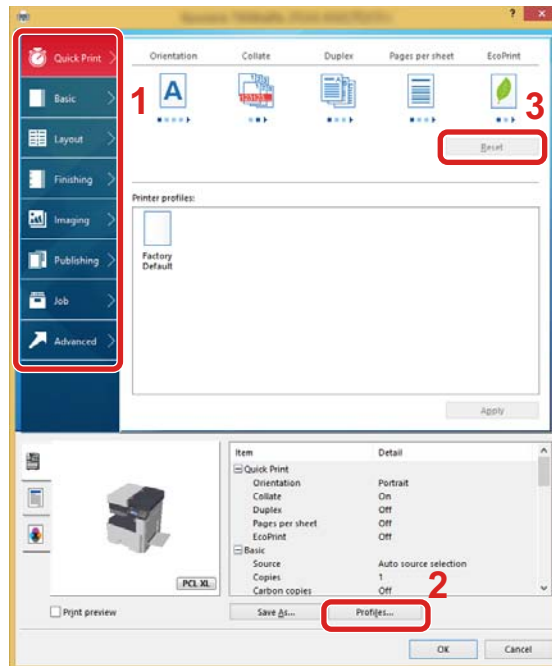 ?
Quick Print
Orientation Collate Duplex Pages per sheet EcoPrint
Basic
1
A
3
Layout
Reset
Finishing
Printer profiles:
Imaging
Factory
Default
Publishing
Job
Advanced
Apply
Item Detail
Quick Print
Orientation Portrait
Collate On
Duplex Off
Pages per sheet Off
EcoPrint Off
Basic
Source Auto source selection
Copies 1
Carbon copies Off
2
PCL XL
Print preview
Save As... Profiles...
OK Cancel